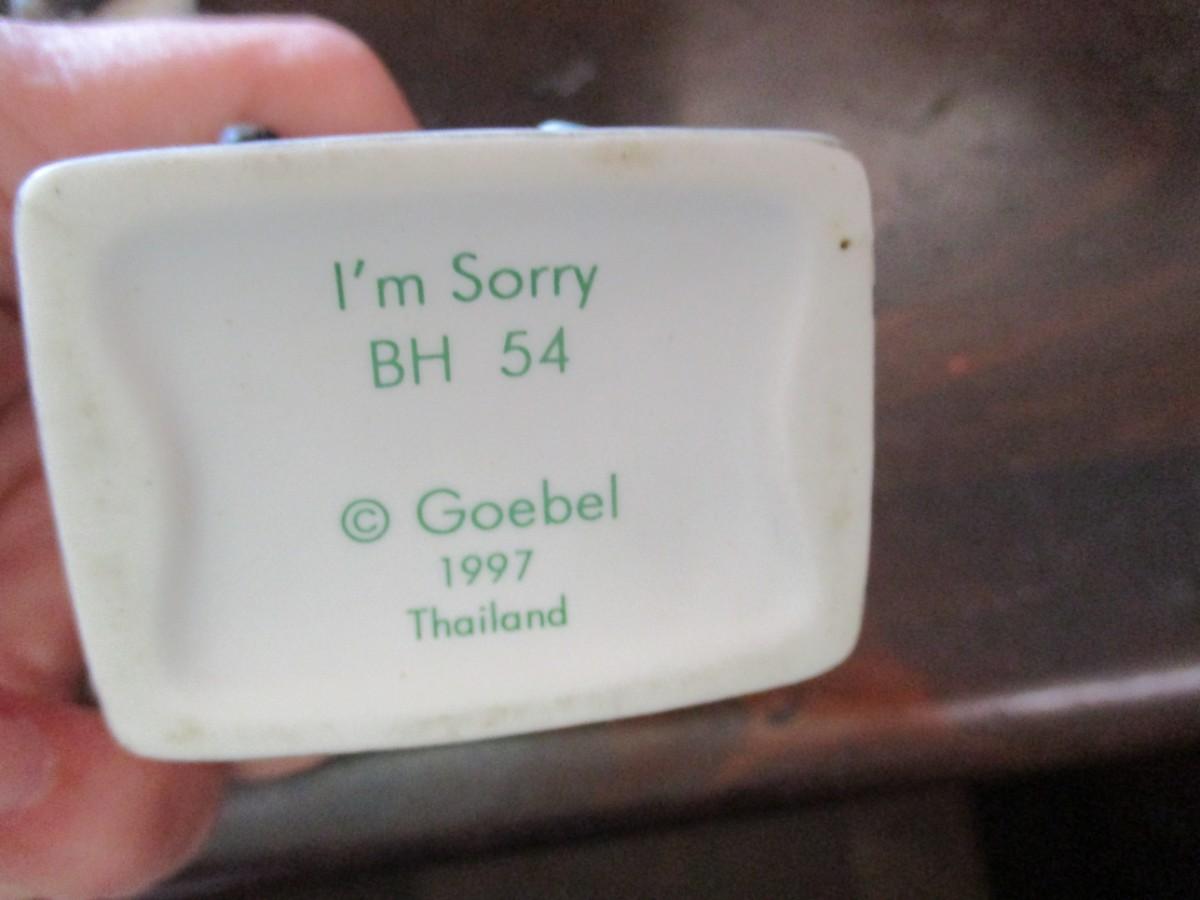 I'm Sorry
BH 54
© Goebel
1997
Thailand